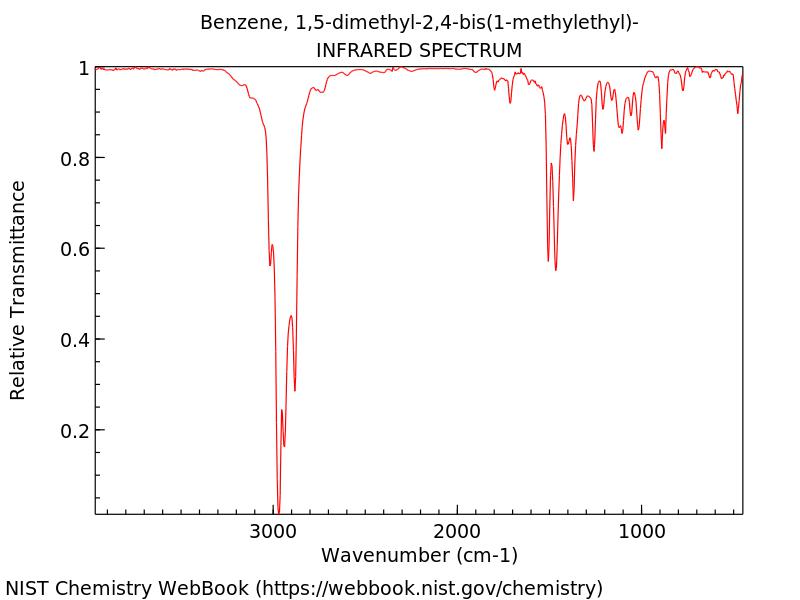 Benzene, 1,5-dimethyl-2,4-bis(1-methylethyl)-
INFRARED SPECTRUM
1
0.8
0.6
0.4
0.2
Relative Transmittance
3000 2000 1000
Wavenumber (cm-1)
NIST Chemistry WebBook (https://webbook.nist.gov/chemistry)